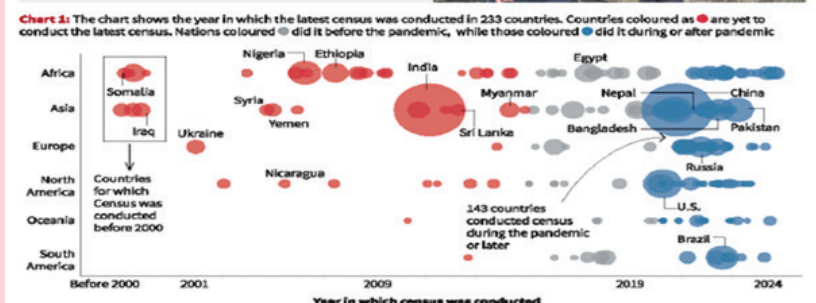 Chart 1: The chart shows the year in which the latest census was conducted in 233 countries. Countries coloured as are yet to
conduct the latest census. Nations coloured did it before the pandemic, while those coloured did it during or after pandemic
Africa
Somalia
Nigeria
Ethiopia
Egypt
Asia
Iraq
Syria
Yemen
India
Sri Lanka
Myanmar
Nepal
China
Bangladesh
Pakistan
Europe
Ukraine
Russia
Countries
for which
Census was
conducted
before 2000
North
America
Nicaragua
U.S.
143 countries
conducted census
during the pandemic
or later
Oceania
South
America
Brazil
Before 2000
2001
2009
2019
2024
Year in which census was conducted